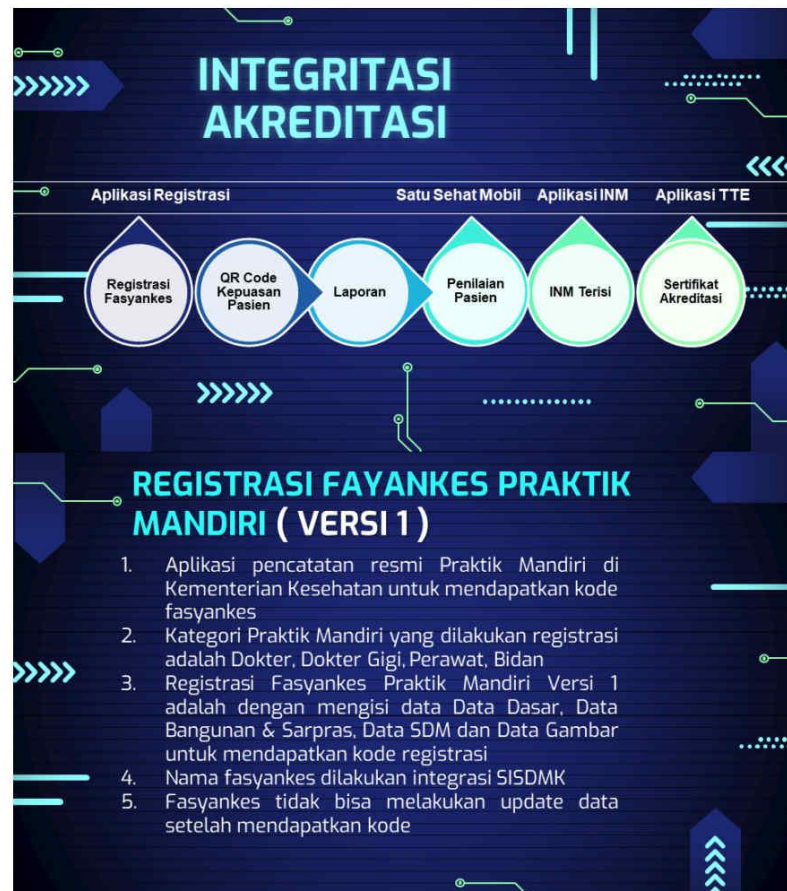 INTEGRITASI
AKREDITASI
Aplikasi Registrasi
Satu Sehat Mobil
Aplikasi INM
Aplikasi TTE
Registrasi
Fasyankes
QR Code
Kepuasan
Pasien
Laporan
Penilaian
Pasien
INM Terisi
Sertifikat
Akreditasi
REGISTRASI FAYANKES PRAKTIK
MANDIRI ( VERSI 1 )
1. Aplikasi pencatatan resmi Praktik Mandiri di
Kementerian Kesehatan untuk mendapatkan kode
fasyankes
2. Kategori Praktik Mandiri yang dilakukan registrasi
adalah Dokter, Dokter Gigi, Perawat, Bidan
3. Registrasi Fasyankes Praktik Mandiri Versi 1
adalah dengan mengisi data Data Dasar, Data
Bangunan & Sarpras, Data SDM dan Data Gambar
untuk mendapatkan kode registrasi
4. Nama fasyankes dilakukan integrasi SISDMK
5. Fasyankes tidak bisa melakukan update data
setelah mendapatkan kode